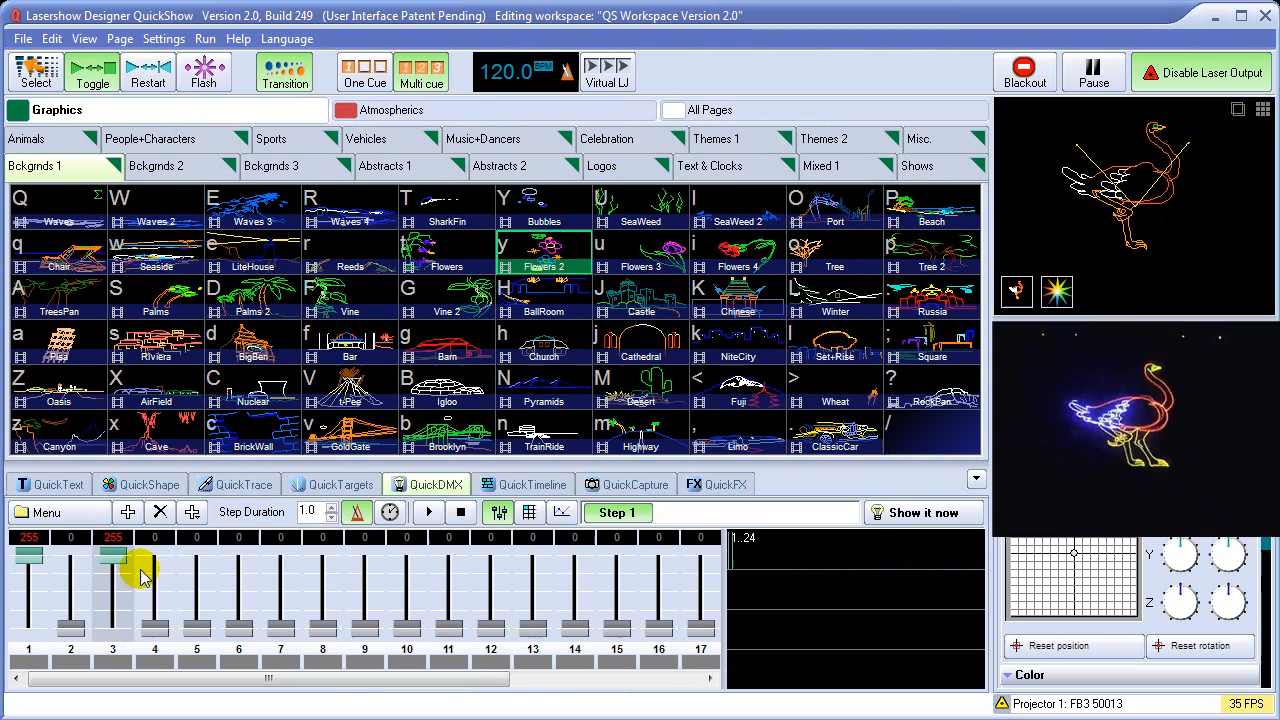 Lasershow Designer QuickShow Version 2.0, Build 249 (User Interface Patent Pending) Editing workspace: "QS Workspace Version 2.0"
File Edit View Page Settings Run Help Language
Select Toggle Restart Flash Transition One Cue Multi cue 120.0 BPM Virtual LJ Blackout Pause Disable Laser Output
Graphics Atmospherics All Pages
Animals People+Characters Sports Vehicles Music+Dancers Celebration Themes 1 Themes 2 Misc.
Bckgrnds 1 Bckgrnds 2 Bckgrnds 3 Abstracts 1 Abstracts 2 Logos Text & Clocks Mixed 1 Shows
Q W E R T Y U I O P
Waves Waves 2 Waves 3 Waves 4 SharkFin Bubbles SeaWeed SeaWeed 2 Port Beach
q w e r t y u i o p
Chair Seaside LiteHouse Reeds Flowers Flowers 2 Flowers 3 Flowers 4 Tree Tree 2
A S D F G H J K L :
TreesPan Palms Palms 2 Vine Vine 2 BallRoom Castle Chinese Winter Russia
a s d f g h j k l ;
Pisa Riviera BigBen Bar Barn Church Cathedral NiteCity Set+Rise Square
Z X C V B N M < > ?
Oasis AirField Nuclear t-Pee Igloo Pyramids Desert Fuji Wheat RockPan
z x c v b n m , . /
Canyon Cave BrickWall GoldGate Brooklyn TrainRide Highway Limo ClassicCar
QuickText QuickShape QuickTrace QuickTargets QuickDMX QuickTimeline QuickCapture QuickFX
Menu Step Duration 1.0 Step 1 Show it now
255 0 255 0 0 0 0 0 0 0 0 0 0 0 0 0 0
1..24
1 2 3 4 5 6 7 8 9 10 11 12 13 14 15 16 17
Y
Z
Reset position Reset rotation
Color
Projector 1: FB3 50013 35 FPS